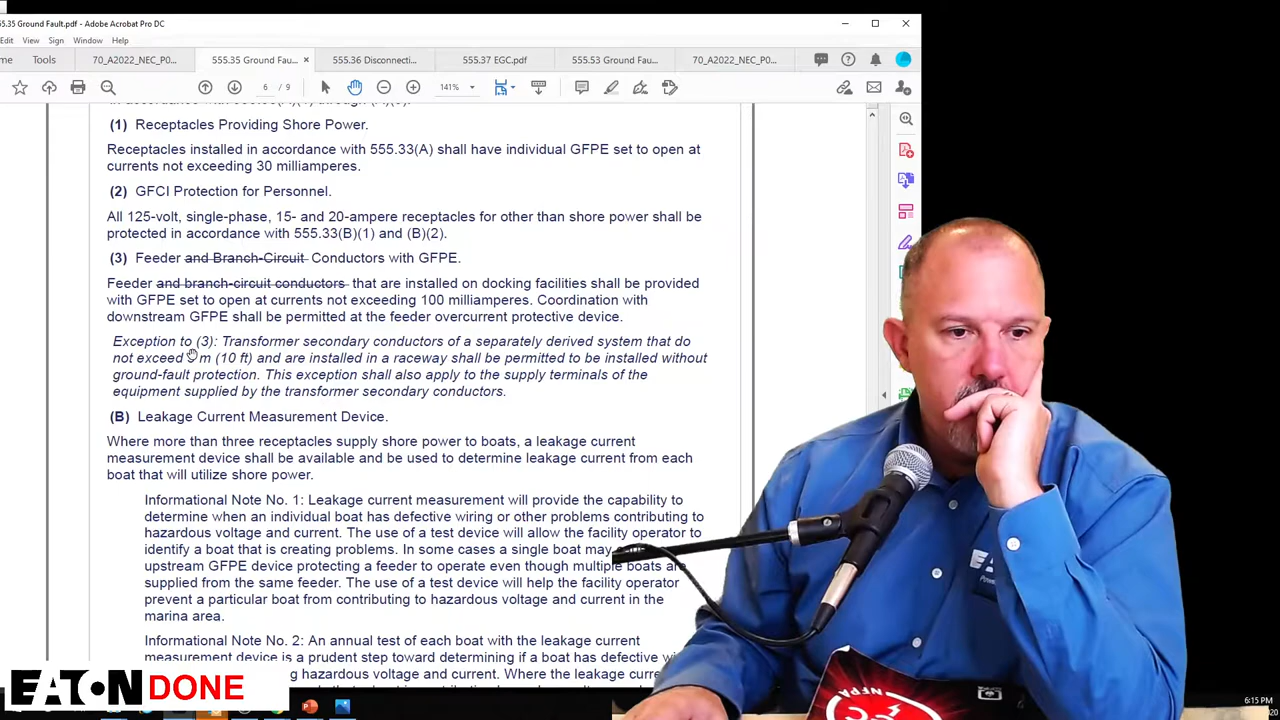 55.35 Ground Fault.pdf - Adobe Acrobat Pro DC
Edit View Sign Window Help
me Tools 70_A2022_NEC_P0... 555.35 Ground Fau... × 555.36 Disconnecti... 555.37 EGC.pdf 555.53 Ground Fau... 70_A2022_NEC_P0...
6 / 9 141%
(1) Receptacles Providing Shore Power.
Receptacles installed in accordance with 555.33(A) shall have individual GFPE set to open at
currents not exceeding 30 milliamperes.
(2) GFCI Protection for Personnel.
All 125-volt, single-phase, 15- and 20-ampere receptacles for other than shore power shall be
protected in accordance with 555.33(B)(1) and (B)(2).
(3) Feeder and Branch-Circuit Conductors with GFPE.
Feeder and branch-circuit conductors that are installed on docking facilities shall be provided
with GFPE set to open at currents not exceeding 100 milliamperes. Coordination with
downstream GFPE shall be permitted at the feeder overcurrent protective device.
Exception to (3): Transformer secondary conductors of a separately derived system that do
not exceed m (10 ft) and are installed in a raceway shall be permitted to be installed without
ground-fault protection. This exception shall also apply to the supply terminals of the
equipment supplied by the transformer secondary conductors.
(B) Leakage Current Measurement Device.
Where more than three receptacles supply shore power to boats, a leakage current
measurement device shall be available and be used to determine leakage current from each
boat that will utilize shore power.
Informational Note No. 1: Leakage current measurement will provide the capability to
determine when an individual boat has defective wiring or other problems contributing to
hazardous voltage and current. The use of a test device will allow the facility operator to
identify a boat that is creating problems. In some cases a single boat may
upstream GFPE device protecting a feeder to operate even though multiple boats are
supplied from the same feeder. The use of a test device will help the facility operator
prevent a particular boat from contributing to hazardous voltage and current in the
marina area.
Informational Note No. 2: An annual test of each boat with the leakage current
measurement device is a prudent step toward determining if a boat has defective
hazardous voltage and current. Where the leakage
EATON DONE
NFPA
6:15 PM